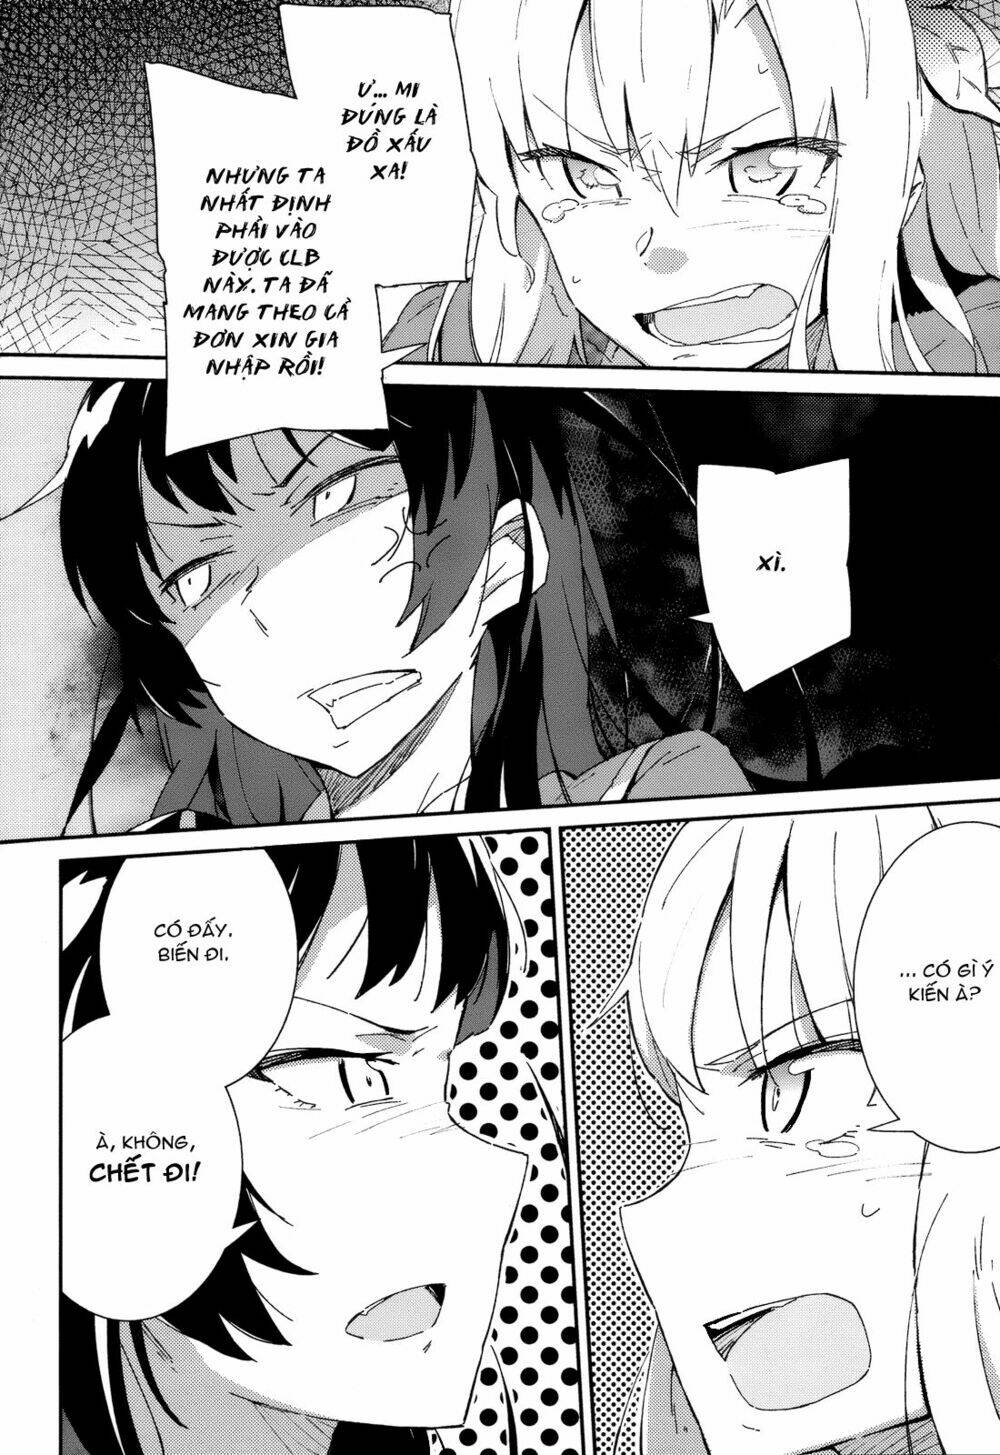 Ư... MI
ĐÚNG LÀ
ĐỒ XẤU
XA!
NHƯNG TA
NHẤT ĐỊNH
PHẢI VÀO
ĐƯỢC CLB
NÀY. TA ĐÃ
MANG THEO CẢ
ĐƠN XIN GIA
NHẬP RỒI!
XÌ.
... CÓ GÌ Ý
KIẾN À?
CÓ ĐẤY.
BIẾN ĐI.
À, KHÔNG,
CHẾT ĐI!